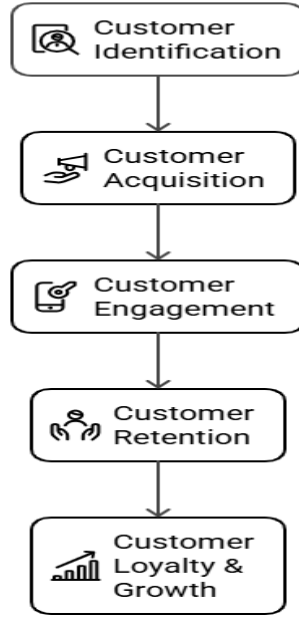 Customer
Identification
Customer
Acquisition
Customer
Engagement
Customer
Retention
Customer
Loyalty &
Growth